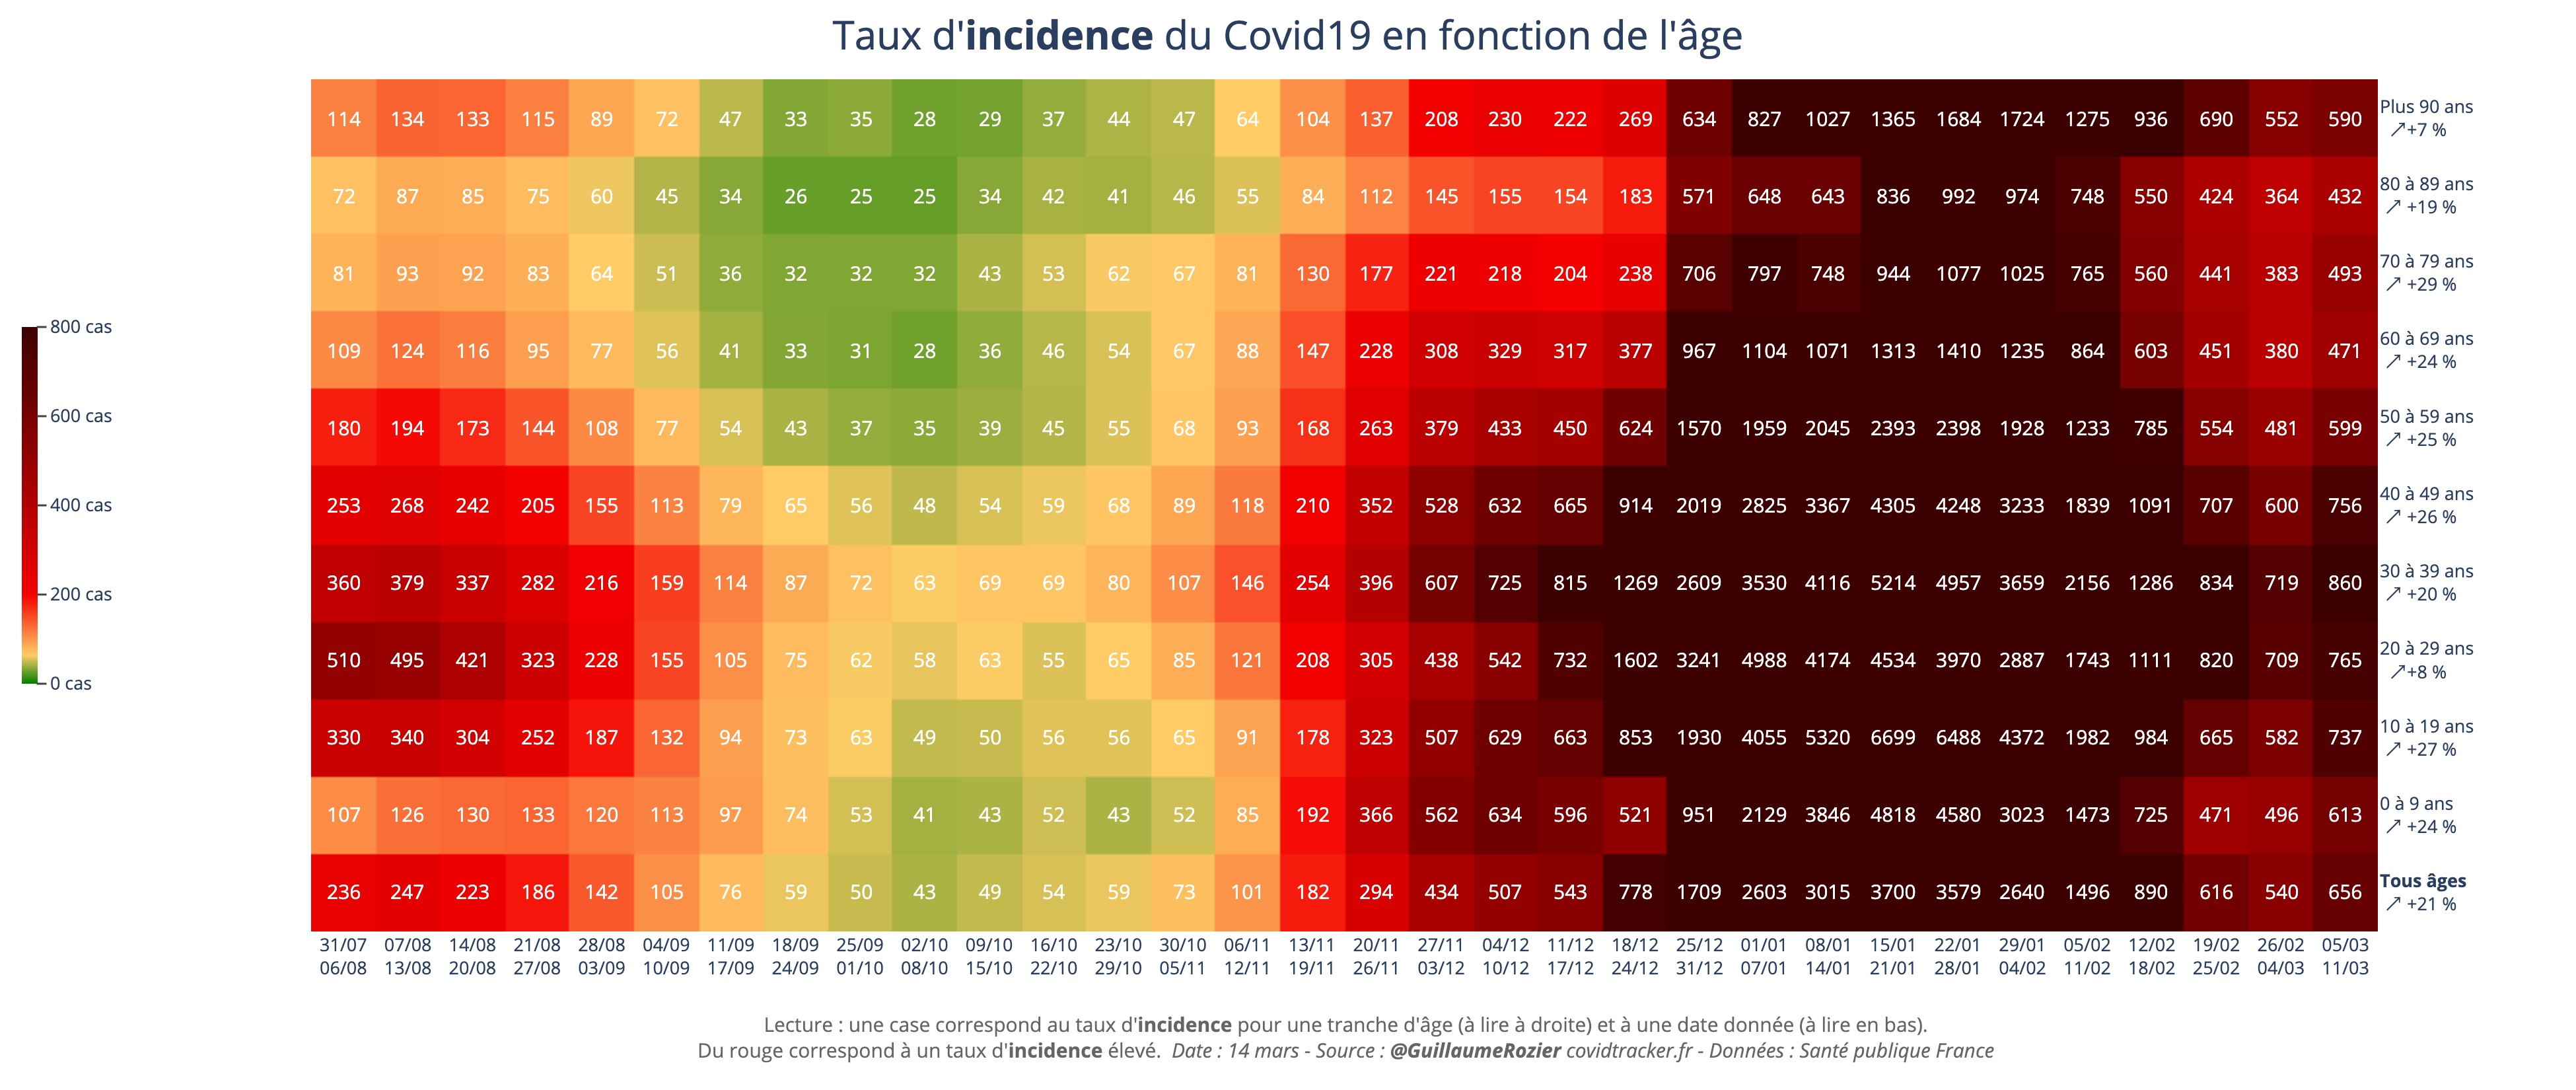 Taux d'incidence du Covid19 en fonction de l'âge
114 134 133 115 89 72 47 33 35 28 29 37 44 47 64 104 137 208 230 222 269 634 827 1027 1365 1684 1724 1275 936 690 552 590 Plus 90 ans
↗+7 %
72 87 85 75 60 45 34 26 25 25 34 42 41 46 55 84 112 145 155 154 183 571 648 643 836 992 974 748 550 424 364 432 80 à 89 ans
↗ +19 %
81 93 92 83 64 51 36 32 32 32 43 53 62 67 81 130 177 221 218 204 238 706 797 748 944 1077 1025 765 560 441 383 493 70 à 79 ans
↗ +29 %
109 124 116 95 77 56 41 33 31 28 36 46 54 67 88 147 228 308 329 317 377 967 1104 1071 1313 1410 1235 864 603 451 380 471 60 à 69 ans
↗ +24 %
180 194 173 144 108 77 54 43 37 35 39 45 55 68 93 168 263 379 433 450 624 1570 1959 2045 2393 2398 1928 1233 785 554 481 599 50 à 59 ans
↗ +25 %
253 268 242 205 155 113 79 65 56 48 54 59 68 89 118 210 352 528 632 665 914 2019 2825 3367 4305 4248 3233 1839 1091 707 600 756 40 à 49 ans
↗ +26 %
360 379 337 282 216 159 114 87 72 63 69 69 80 107 146 254 396 607 725 815 1269 2609 3530 4116 5214 4957 3659 2156 1286 834 719 860 30 à 39 ans
↗ +20 %
510 495 421 323 228 155 105 75 62 58 63 55 65 85 121 208 305 438 542 732 1602 3241 4988 4174 4534 3970 2887 1743 1111 820 709 765 20 à 29 ans
↗+8 %
330 340 304 252 187 132 94 73 63 49 50 56 56 65 91 178 323 507 629 663 853 1930 4055 5320 6699 6488 4372 1982 984 665 582 737 10 à 19 ans
↗ +27 %
107 126 130 133 120 113 97 74 53 41 43 52 43 52 85 192 366 562 634 596 521 951 2129 3846 4818 4580 3023 1473 725 471 496 613 0 à 9 ans
↗ +24 %
236 247 223 186 142 105 76 59 50 43 49 54 59 73 101 182 294 434 507 543 778 1709 2603 3015 3700 3579 2640 1496 890 616 540 656 Tous âges
↗ +21 %
800 cas
600 cas
400 cas
200 cas
0 cas
31/07 07/08 14/08 21/08 28/08 04/09 11/09 18/09 25/09 02/10 09/10 16/10 23/10 30/10 06/11 13/11 20/11 27/11 04/12 11/12 18/12 25/12 01/01 08/01 15/01 22/01 29/01 05/02 12/02 19/02 26/02 05/03
06/08 13/08 20/08 27/08 03/09 10/09 17/09 24/09 01/10 08/10 15/10 22/10 29/10 05/11 12/11 19/11 26/11 03/12 10/12 17/12 24/12 31/12 07/01 14/01 21/01 28/01 04/02 11/02 18/02 25/02 04/03 11/03
Lecture : une case correspond au taux d'incidence pour une tranche d'âge (à lire à droite) et à une date donnée (à lire en bas).
Du rouge correspond à un taux d'incidence élevé. Date : 14 mars - Source : @GuillaumeRozier covidtracker.fr - Données : Santé publique France